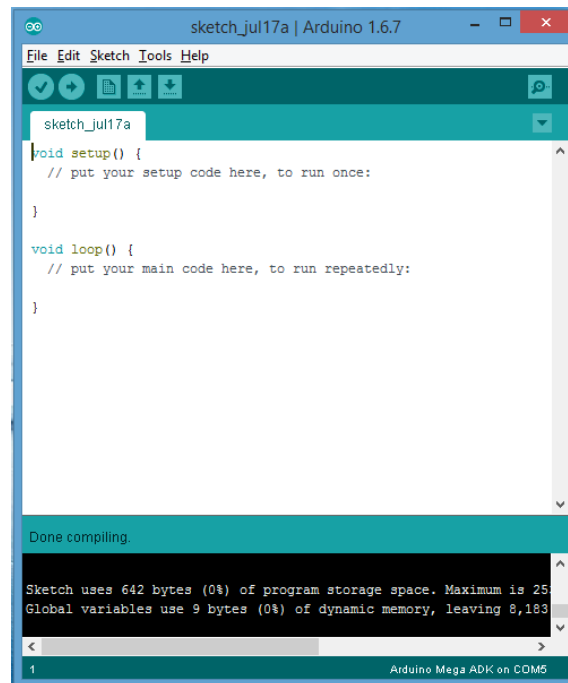 sketch_jul17a | Arduino 1.6.7
File Edit Sketch Tools Help
sketch_jul17a
void setup() {
  // put your setup code here, to run once:
}
void loop() {
  // put your main code here, to run repeatedly:
}
Done compiling.
Sketch uses 642 bytes (0%) of program storage space. Maximum is 25
Global variables use 9 bytes (0%) of dynamic memory, leaving 8,183
1 Arduino Mega ADK on COM5